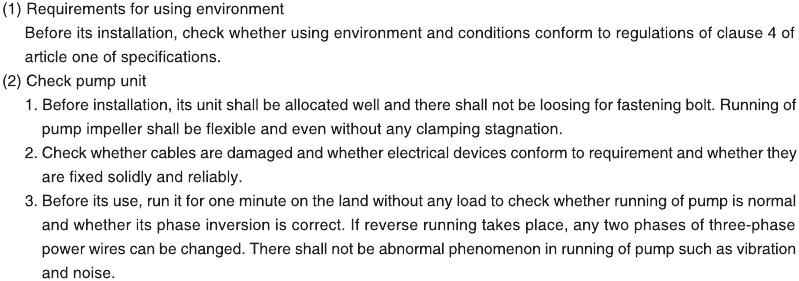 (1) Requirements for using environment
Before its installation, check whether using environment and conditions conform to regulations of clause 4 of
article one of specifications.
(2) Check pump unit
1. Before installation, its unit shall be allocated well and there shall not be loosing for fastening bolt. Running of
pump impeller shall be flexible and even without any clamping stagnation.
2. Check whether cables are damaged and whether electrical devices conform to requirement and whether they
are fixed solidly and reliably.
3. Before its use, run it for one minute on the land without any load to check whether running of pump is normal
and whether its phase inversion is correct. If reverse running takes place, any two phases of three-phase
power wires can be changed. There shall not be abnormal phenomenon in running of pump such as vibration
and noise.